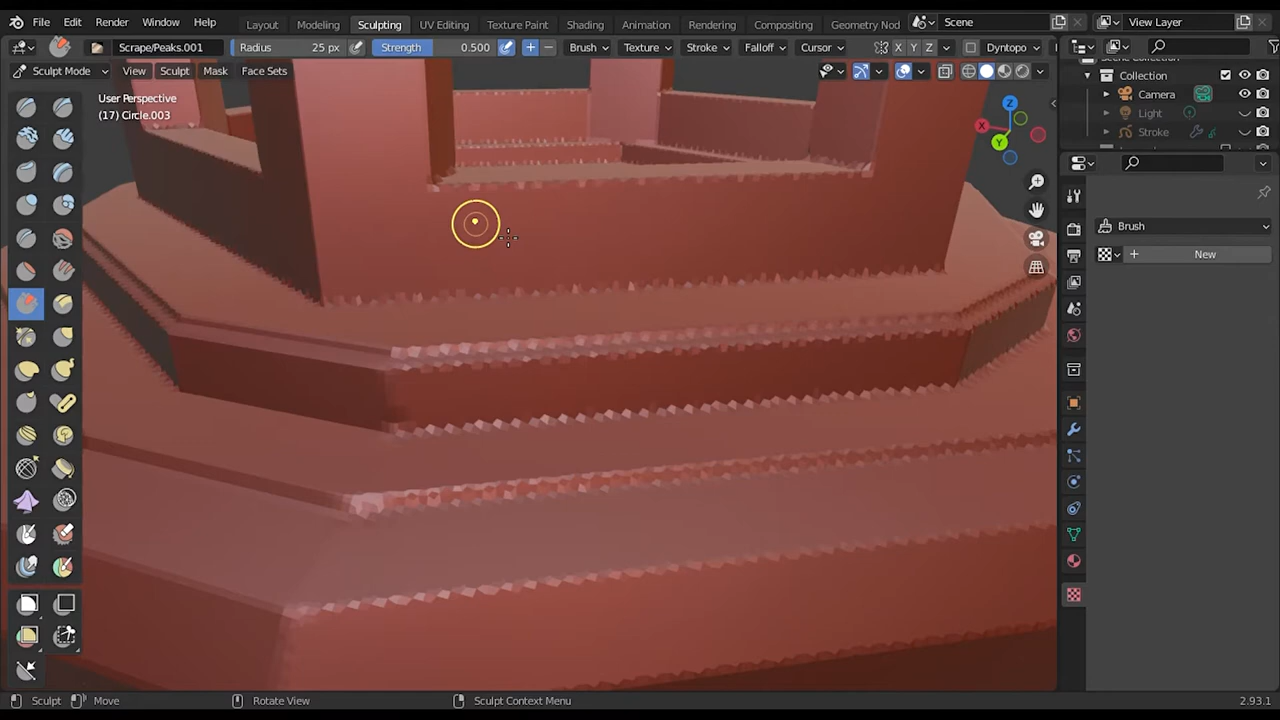 File Edit Render Window Help Layout Modeling Sculpting UV Editing Texture Paint Shading Animation Rendering Compositing Geometry Nod Scene View Layer
Scrape/Peaks.001 Radius 25 px Strength 0.500 Brush Texture Stroke Falloff Cursor X Y Z Dyntopo
Sculpt Mode View Sculpt Mask Face Sets
User Perspective
(17) Circle.003
Z
X
Y
Scene Collection
Collection
Camera
Light
Stroke
Brush
New
Sculpt Move Rotate View Sculpt Context Menu 2.93.1